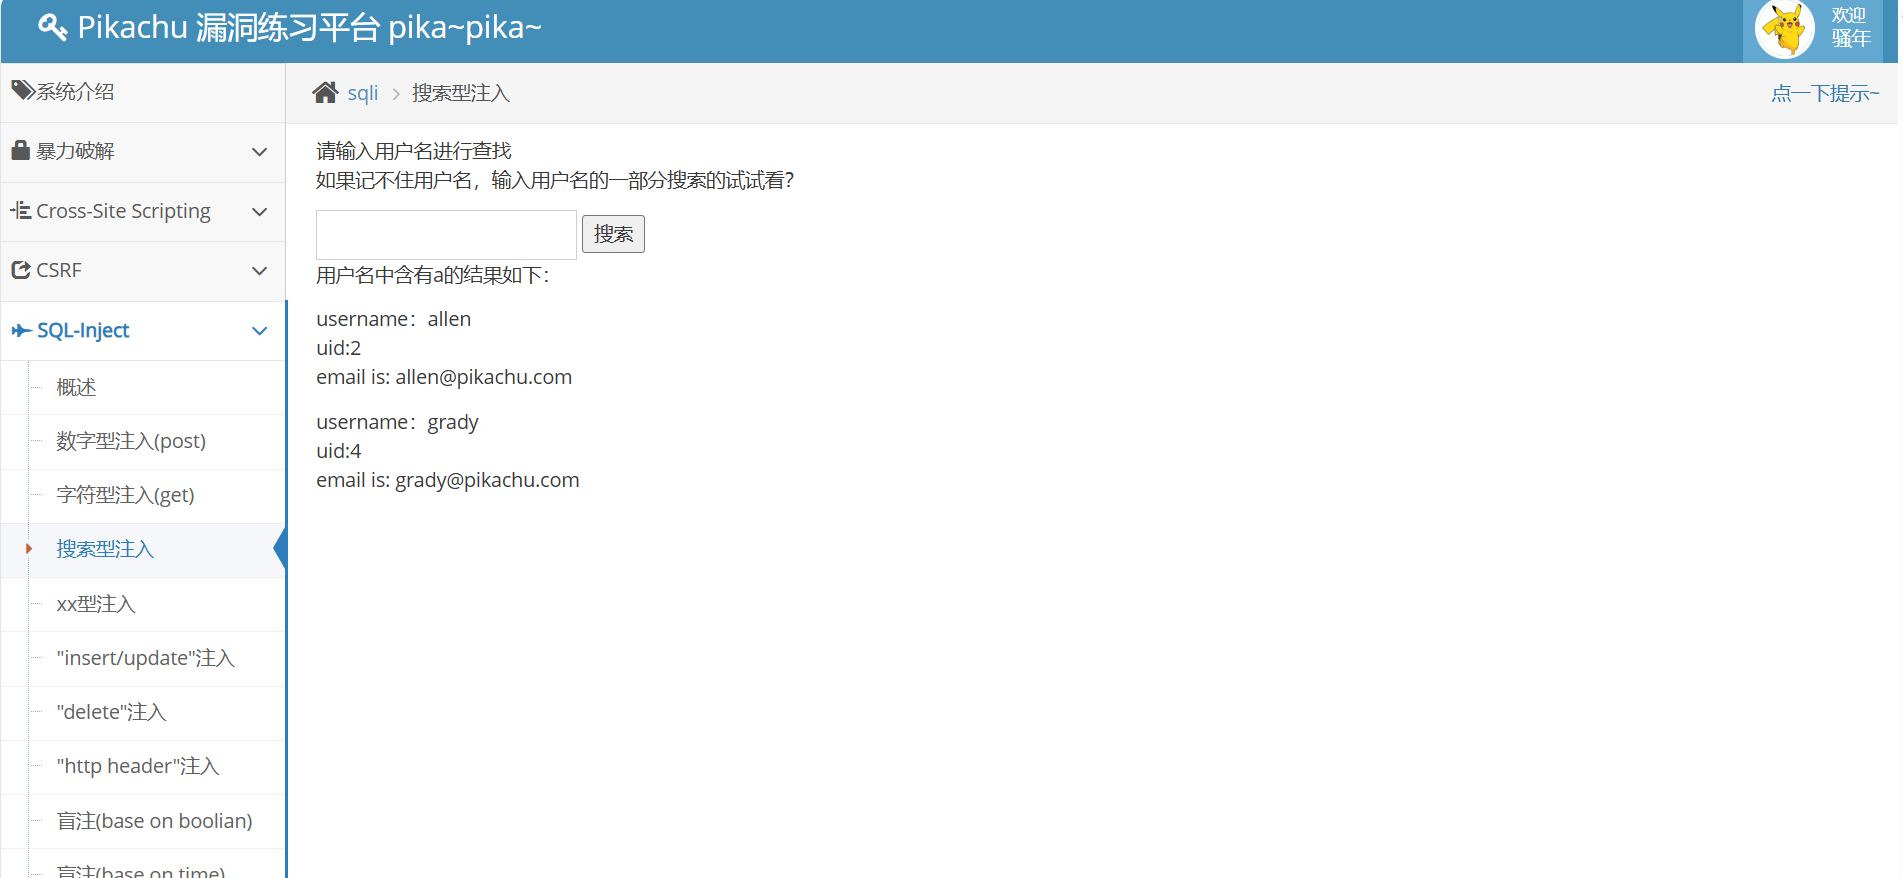 Pikachu 漏洞练习平台 pika~pika~
欢迎
骚年
系统介绍
暴力破解
Cross-Site Scripting
CSRF
SQL-Inject
概述
数字型注入(post)
字符型注入(get)
搜索型注入
xx型注入
"insert/update"注入
"delete"注入
"http header"注入
盲注(base on boolian)
盲注(base on time)
sqli
搜索型注入
点一下提示~
请输入用户名进行查找
如果记不住用户名，输入用户名的一部分搜索的试试看？
搜索
用户名中含有a的结果如下：
username：allen
uid:2
email is: allen@pikachu.com
username：grady
uid:4
email is: grady@pikachu.com